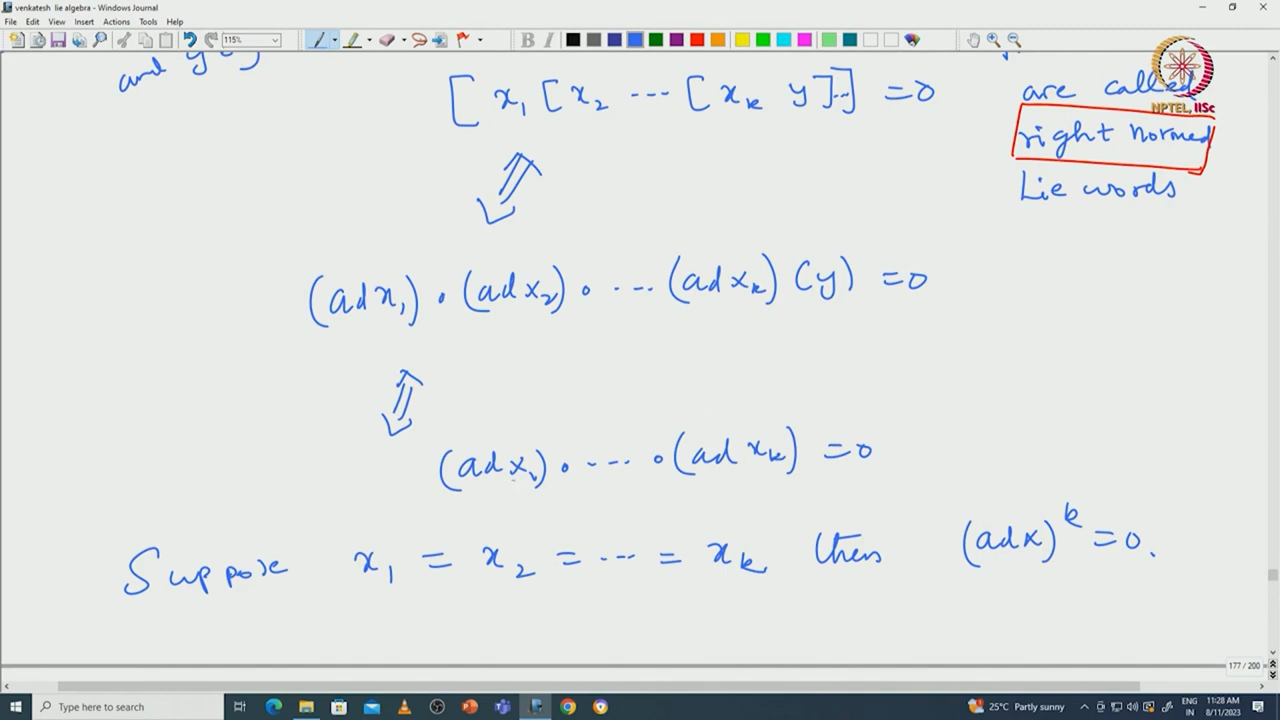 venkatesh lie algebra - Windows Journal
File Edit View Insert Actions Tools Help
115%
B I
and y
[x₁ [x₂ ... [xₖ y]...] = 0
are called
NPTEL, IISc
right normed
Lie words
(ad x₁) • (ad x₂) • ... (ad xₖ) (y) = 0
(ad x₁) • ... • (ad xₖ) = 0
Suppose x₁ = x₂ = ... = xₖ then (ad x)ᵏ = 0.
177 / 200
Type here to search
25°C Partly sunny
ENG
IN
11:28 AM
8/11/2023